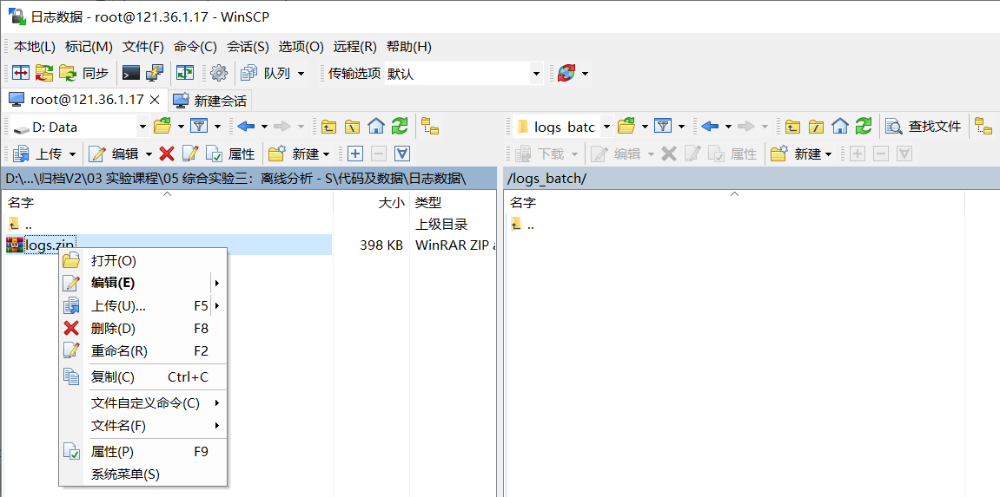 日志数据 - root@121.36.1.17 - WinSCP
本地(L) 标记(M) 文件(F) 命令(C) 会话(S) 选项(O) 远程(R) 帮助(H)
同步 队列 传输选项 默认
root@121.36.1.17 新建会话
D: Data logs_batc 查找文件
上传 编辑 属性 新建 下载 编辑 属性 新建
D:\...\归档V2\03 实验课程\05 综合实验三：离线分析 - S\代码及数据\日志数据\ /logs_batch/
名字 大小 类型 名字
.. 上级目录 ..
logs.zip 398 KB WinRAR ZIP a
打开(O)
编辑(E)
上传(U)... F5
删除(D) F8
重命名(R) F2
复制(C) Ctrl+C
文件自定义命令(C)
文件名(F)
属性(P) F9
系统菜单(S)